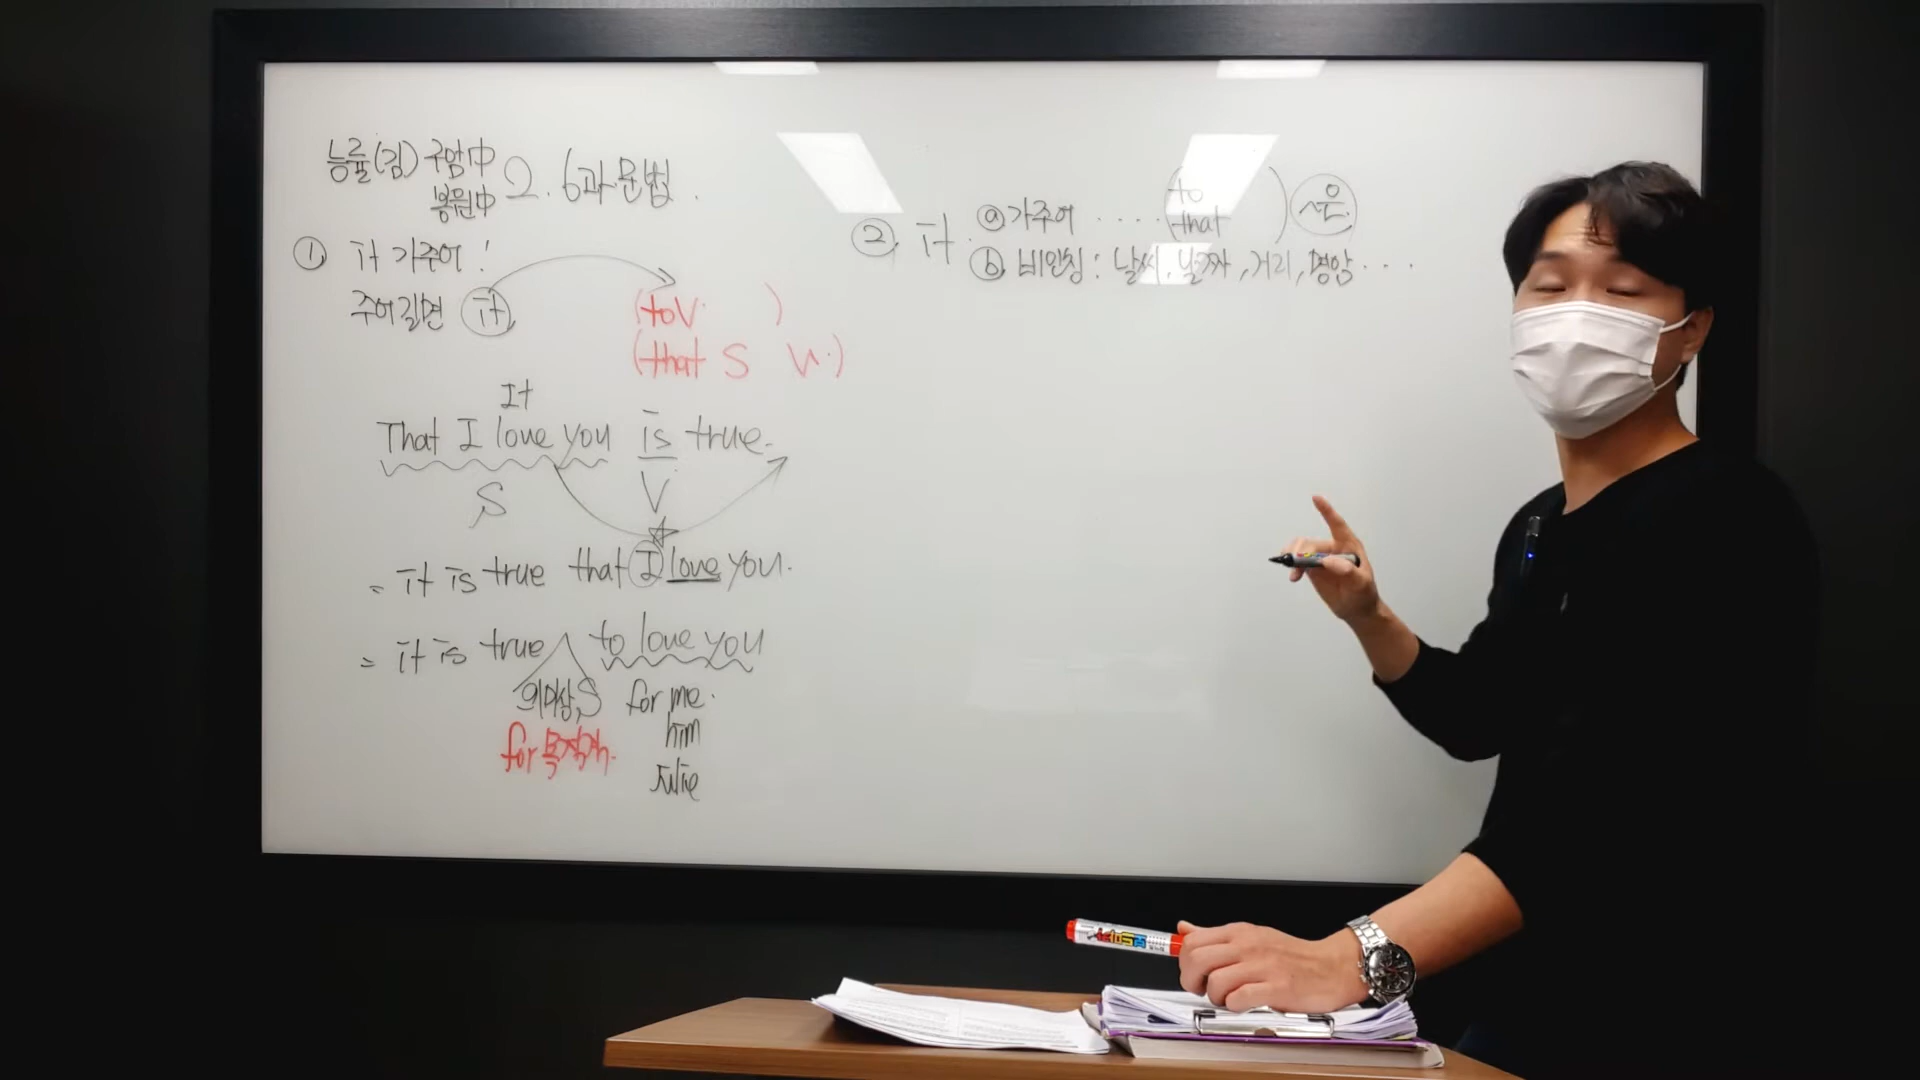 능률(김) 구암中 2. 6과 문법.
봉원中
① it 가주어!
주어 길면 it
(to V. )
(that S V.)
It
That I love you is true.
S V
= it is true that I love you.
= it is true to love you
의미상 S for me.
for 목적격. him
Julie
② it. ⓐ 가주어 .... (to that ) 서은
ⓑ 비인칭 : 날씨, 날짜, 거리, 명암 ...